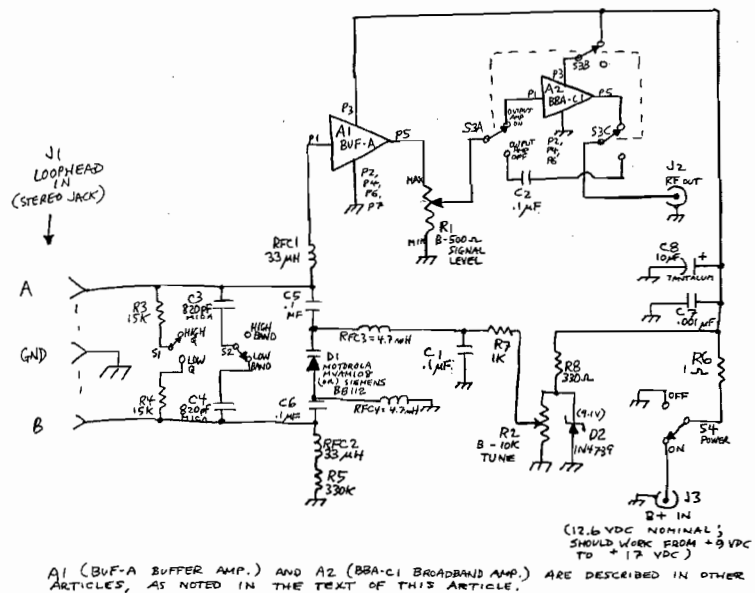 J1
LOOPHEAD
IN
(STEREO JACK)
A
GND
B
P3
P1
A1
BUF-A
P5
P2,
P4,
P6,
P7
RFC1
33μH
MAX
MIN
R1
B-500Ω
SIGNAL
LEVEL
S3A
OUTPUT
AMP
ON
OUTPUT
AMP
OFF
P1
P3
A2
BBA-C1
P5
P2,
P4,
P6
S3B
S3C
C2
.1μF
J2
RF OUT
C8
10μF
+
TANTALUM
C7
.001μF
R3
15K
HIGH
Q
S1
LOW
Q
R4
15K
C3
820pF
MICA
HIGH
BAND
S2
LOW
BAND
C4
820pF
MICA
C5
.1
MF
D1
MOTOROLA
MVAM108
(OR) SIEMENS
BB112
C6
.1μF
RFC3=4.7mH
RFC4=4.7mH
RFC2
33μH
R5
330K
C1
.1μF
R7
1K
R8
330Ω
R2
B-10K
TUNE
(9.1V)
D2
1N4739
R6
1Ω
OFF
S4
POWER
ON
J3
B+ IN
(12.6 VDC NOMINAL;
SHOULD WORK FROM +9 VDC
TO +17 VDC)
A1 (BUF-A BUFFER AMP.) AND A2 (BBA-C1 BROADBAND AMP.) ARE DESCRIBED IN OTHER
ARTICLES, AS NOTED IN THE TEXT OF THIS ARTICLE.